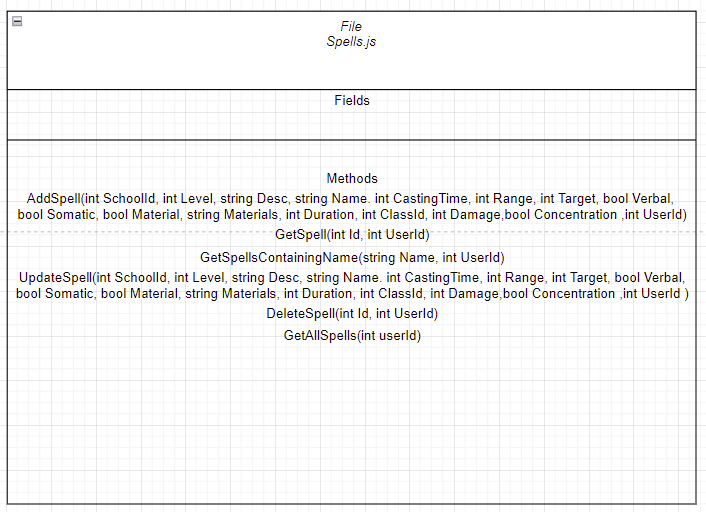 File
Spells.js
Fields
Methods
AddSpell(int SchoolId, int Level, string Desc, string Name. int CastingTime, int Range, int Target, bool Verbal,
bool Somatic, bool Material, string Materials, int Duration, int ClassId, int Damage,bool Concentration ,int UserId)
GetSpell(int Id, int UserId)
GetSpellsContainingName(string Name, int UserId)
UpdateSpell(int SchoolId, int Level, string Desc, string Name. int CastingTime, int Range, int Target, bool Verbal,
bool Somatic, bool Material, string Materials, int Duration, int ClassId, int Damage,bool Concentration ,int UserId )
DeleteSpell(int Id, int UserId)
GetAllSpells(int userId)